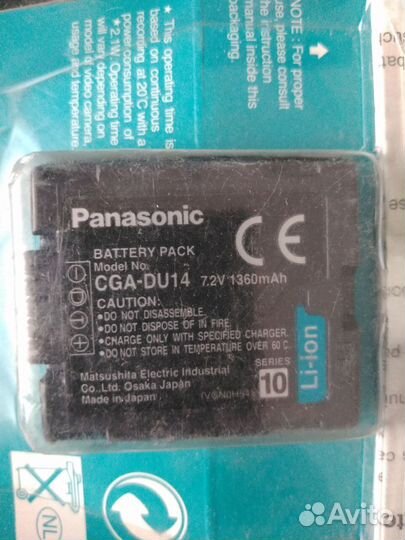 ★This operating time is
based on continuous
recording at 20°C with a
power consumption of
2.1W. Operating time
will vary depending on
model of video camera,
usage and temperature.
NOTE: For proper
use, please consult
the instruction
manual inside this
packaging.
Panasonic
CE
BATTERY PACK
Model No.
CGA-DU14 7.2V 1360mAh
CAUTION:
●DO NOT DISASSEMBLE.
●DO NOT DISPOSE OF IN FIRE.
●CHARGE ONLY WITH SPECIFIED CHARGER.
●DO NOT STORE IN TEMPERATURE OVER 60 C.
Matsushita Electric Industrial
Co.,Ltd. Osaka Japan
Made in Japan
SERIES
10
Li-ion
NL
Avito